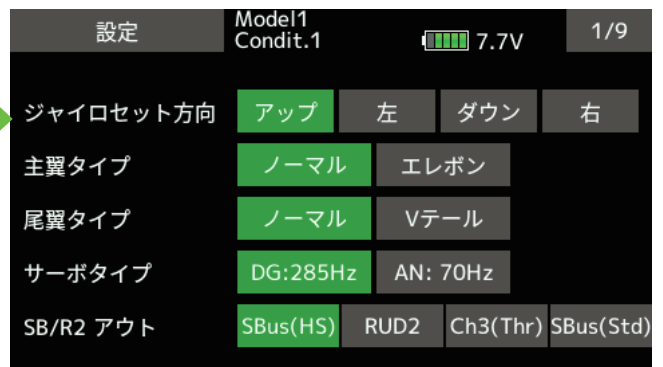 設定 Model1 7.7V 1/9
Condit.1
ジャイロセット方向 アップ 左 ダウン 右
主翼タイプ ノーマル エレボン
尾翼タイプ ノーマル Vテール
サーボタイプ DG:285Hz AN: 70Hz
SB/R2 アウト SBus(HS) RUD2 Ch3(Thr) SBus(Std)